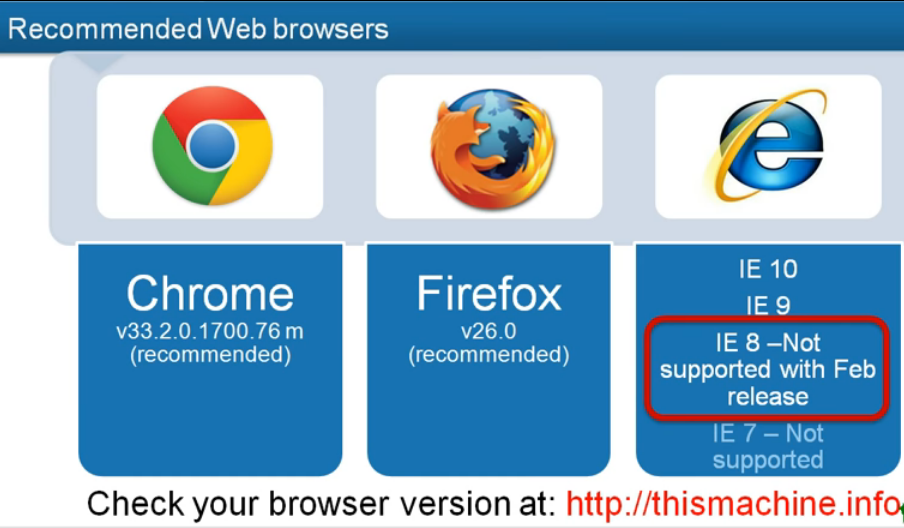 Recommended Web browsers
Chrome
v33.2.0.1700.76 m
(recommended)
Firefox
v26.0
(recommended)
IE 10
IE 9
IE 8 –Not
supported with Feb
release
IE 7 – Not
supported
Check your browser version at: http://thismachine.info